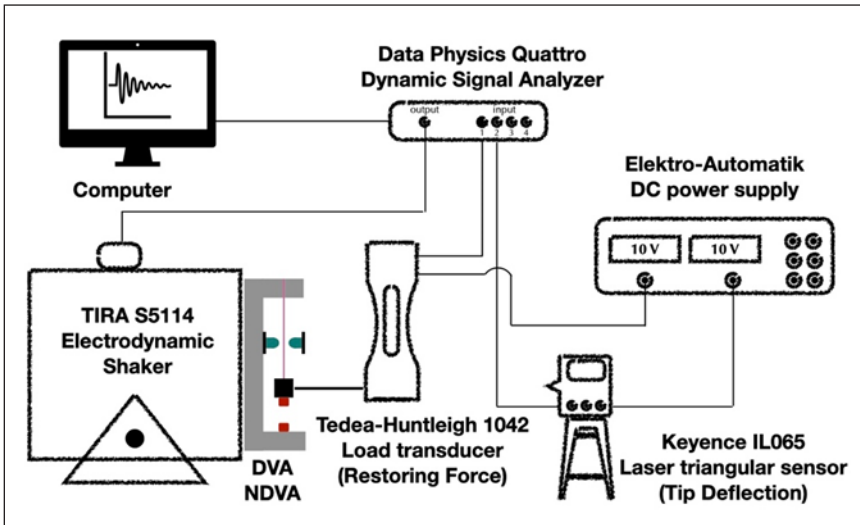 Data Physics Quattro
Dynamic Signal Analyzer
output
input
1 2 3 4
Computer
Elektro-Automatik
DC power supply
10 V 10 V
TIRA S5114
Electrodynamic
Shaker
Tedea-Huntleigh 1042
Load transducer
(Restoring Force)
DVA
NDVA
Keyence IL065
Laser triangular sensor
(Tip Deflection)